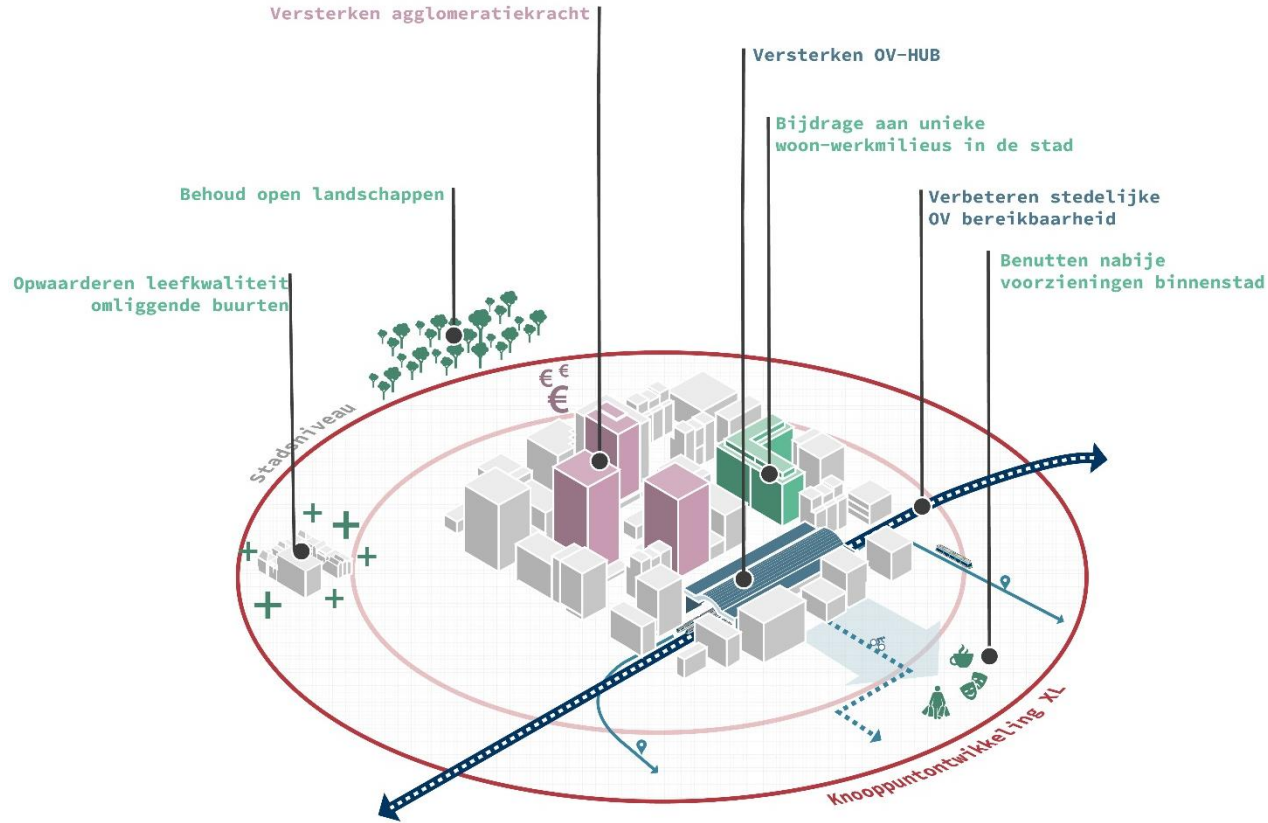 Versterken agglomeratiekracht
Versterken OV-HUB
Bijdrage aan unieke
woon-werkmilieus in de stad
Behoud open landschappen
Verbeteren stedelijke
OV bereikbaarheid
Benutten nabije
voorzieningen binnenstad
Opwaarderen leefkwaliteit
omliggende buurten
€ €
€
Stadsniveau
Knooppuntontwikkeling XL